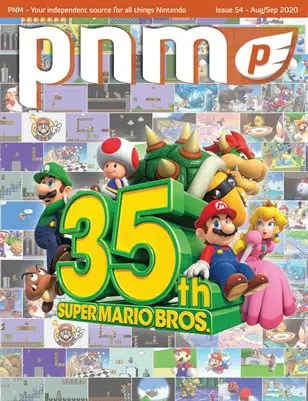 PNM - Your independent source for all things Nintendo
Issue 54 - Aug/Sep 2020
pnm p
35th
SUPER MARIO BROS.